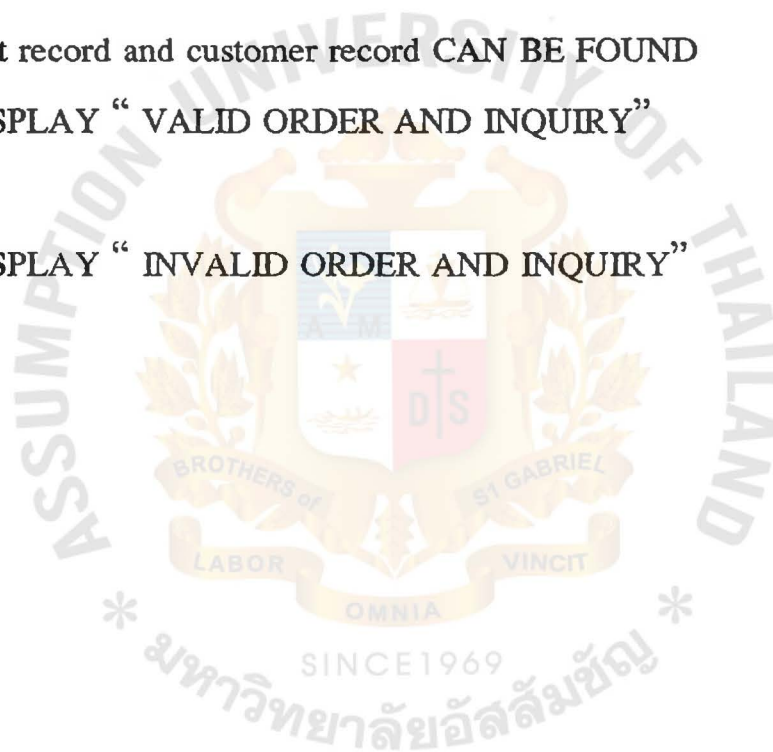 t record and customer record CAN BE FOUND
SPLAY “ VALID ORDER AND INQUIRY”
SPLAY “ INVALID ORDER AND INQUIRY”
ASSUMPTION UNIVERSITY OF THAILAND
A M
D S
BROTHERS of ST GABRIEL
LABOR OMNIA VINCIT
SINCE1969
* มหาวิทยาลัยอัสสัมชัญ *